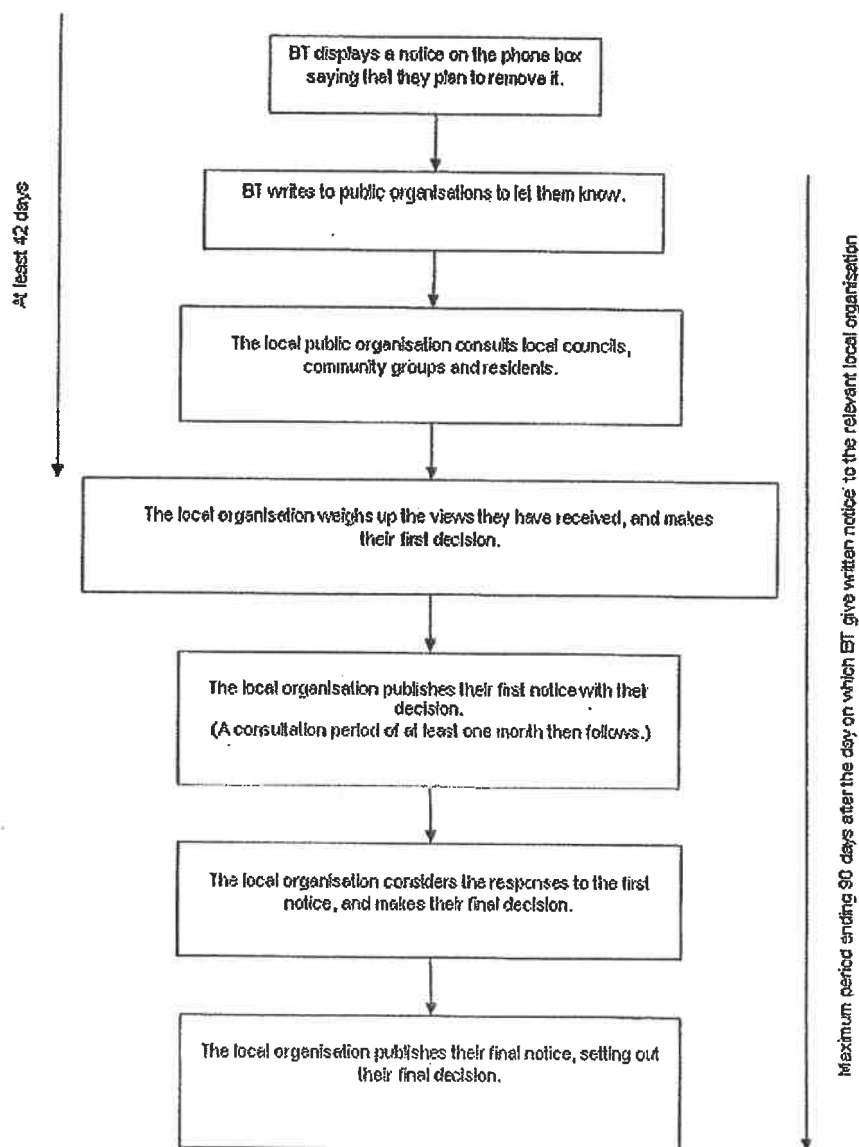 BT displays a notice on the phone box
saying that they plan to remove it.
BT writes to public organisations to let them know.
At least 42 days
The local public organisation consults local councils,
community groups and residents.
The local organisation weighs up the views they have received, and makes
their first decision.
The local organisation publishes their first notice with their
decision.
(A consultation period of at least one month then follows.)
The local organisation considers the responses to the first
notice, and makes their final decision.
The local organisation publishes their final notice, setting out
their final decision.
Maximum period ending 90 days after the day on which BT give written notice to the relevant local organisation